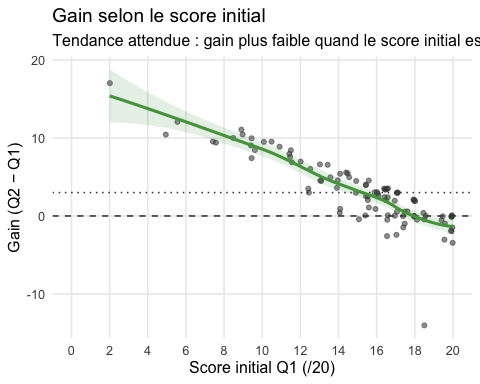 Gain selon le score initial
Tendance attendue : gain plus faible quand le score initial es
20
10
0
-10
Gain (Q2 − Q1)
0 2 4 6 8 10 12 14 16 18 20
Score initial Q1 (/20)